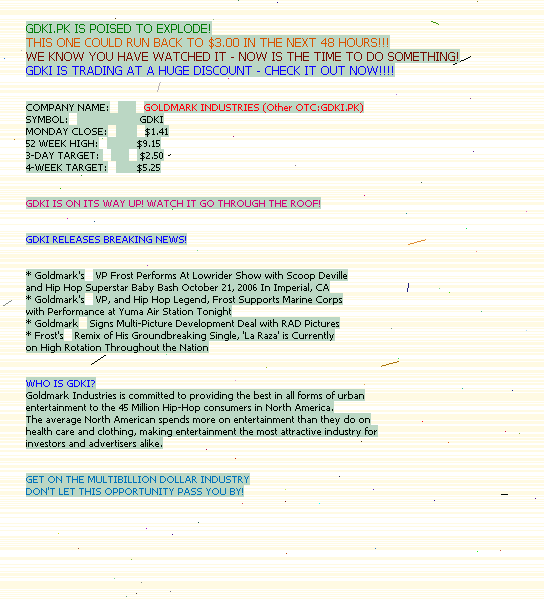 GDKI.PK IS POISED TO EXPLODE!
THIS ONE COULD RUN BACK TO $3.00 IN THE NEXT 48 HOURS!!!
WE KNOW YOU HAVE WATCHED IT - NOW IS THE TIME TO DO SOMETHING!
GDKI IS TRADING AT A HUGE DISCOUNT - CHECK IT OUT NOW!!!!
COMPANY NAME: GOLDMARK INDUSTRIES (Other OTC:GDKI.PK)
SYMBOL: GDKI
MONDAY CLOSE: $1.41
52 WEEK HIGH: $9.15
3-DAY TARGET: $2.50
4-WEEK TARGET: $5.25
GDKI IS ON ITS WAY UP! WATCH IT GO THROUGH THE ROOF!
GDKI RELEASES BREAKING NEWS!
* Goldmark's VP Frost Performs At Lowrider Show with Scoop Deville
and Hip Hop Superstar Baby Bash October 21, 2006 In Imperial, CA
* Goldmark's VP, and Hip Hop Legend, Frost Supports Marine Corps
with Performance at Yuma Air Station Tonight
* Goldmark Signs Multi-Picture Development Deal with RAD Pictures
* Frost's Remix of His Groundbreaking Single, 'La Raza' is Currently
on High Rotation Throughout the Nation
WHO IS GDKI?
Goldmark Industries is committed to providing the best in all forms of urban
entertainment to the 45 Million Hip-Hop consumers in North America.
The average North American spends more on entertainment than they do on
health care and clothing, making entertainment the most attractive industry for
investors and advertisers alike.
GET ON THE MULTIBILLION DOLLAR INDUSTRY
DON'T LET THIS OPPORTUNITY PASS YOU BY!